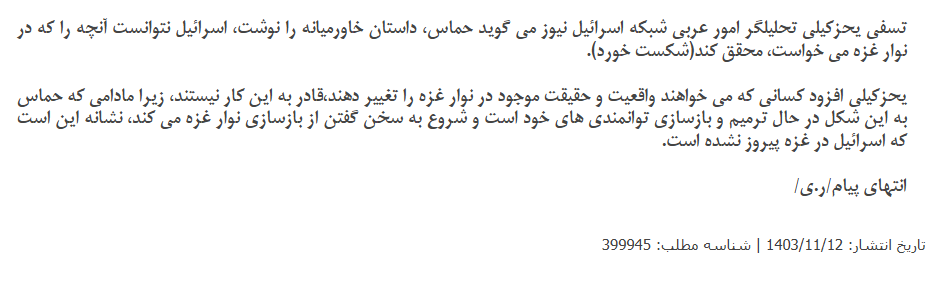 تسفی یحزکیلی تحلیلگر امور عربی شبکه اسرائیل نیوز می گوید حماس، داستان خاورمیانه را نوشت، اسرائیل نتوانست آنچه را که در
نوار غزه می خواست، محقق کند(شکست خورد).
یحزکیلی افزود کسانی که می خواهند واقعیت و حقیقت موجود در نوار غزه را تغییر دهند،قادر به این کار نیستند، زیرا مادامی که حماس
به این شکل در حال ترمیم و بازسازی توانمندی های خود است و شروع به سخن گفتن از بازسازی نوار غزه می کند، نشانه این است
که اسرائیل در غزه پیروز نشده است.
انتهای پیام/ر.ی/
تاریخ انتشار: 1403/11/12 | شناسه مطلب: 399945